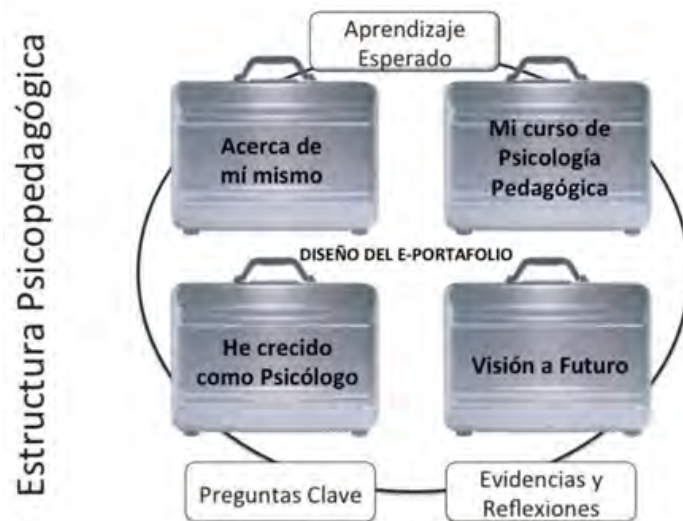 Estructura Psicopedagógica
Aprendizaje
Esperado
Acerca de
mí mismo
Mi curso de
Psicología
Pedagógica
DISEÑO DEL E-PORTAFOLIO
He crecido
como Psicólogo
Visión a Futuro
Preguntas Clave
Evidencias y
Reflexiones